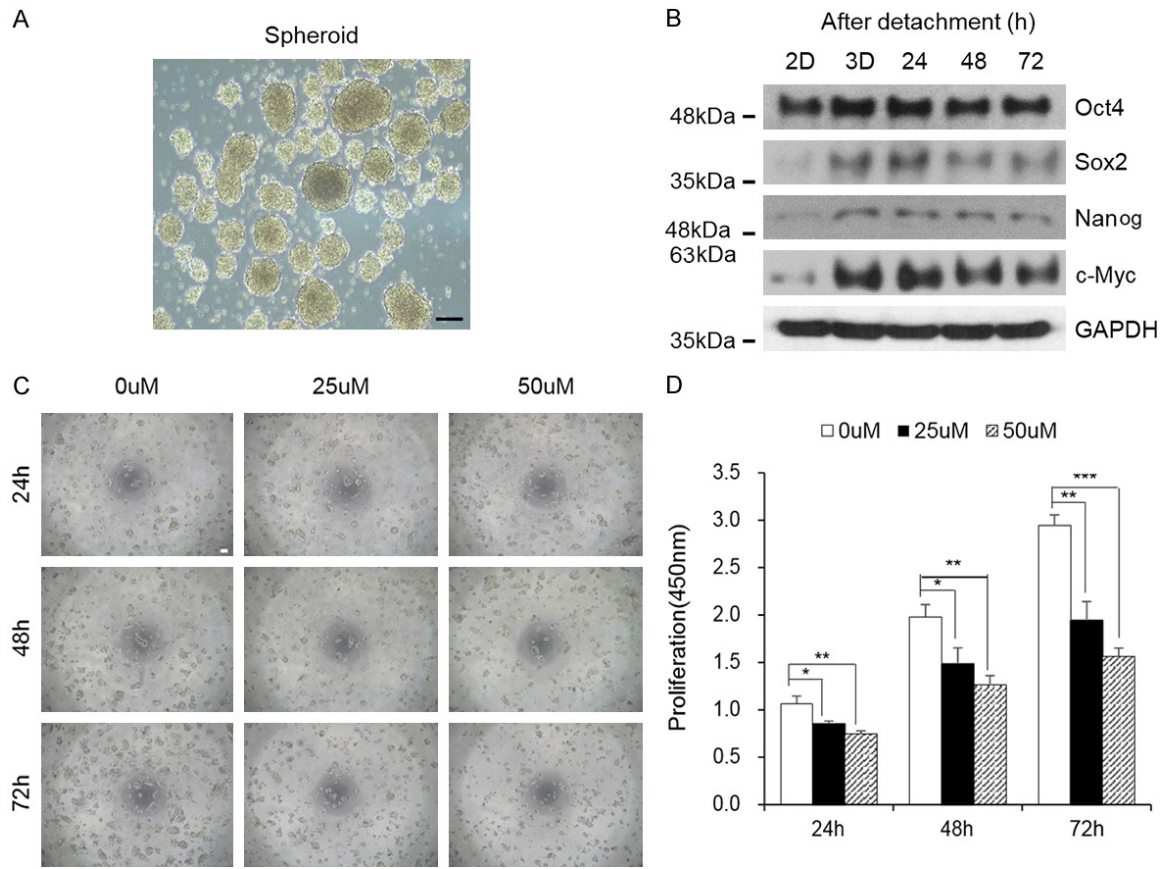 A
Spheroid
B
After detachment (h)
2D 3D 24 48 72
48kDa Oct4
35kDa Sox2
48kDa Nanog
63kDa c-Myc
35kDa GAPDH
C
0uM 25uM 50uM
24h
48h
72h
D
0uM 25uM 50uM
Proliferation(450nm)
3.5
3.0
2.5
2.0
1.5
1.0
0.5
0.0
* **
* **
** ***
24h 48h 72h